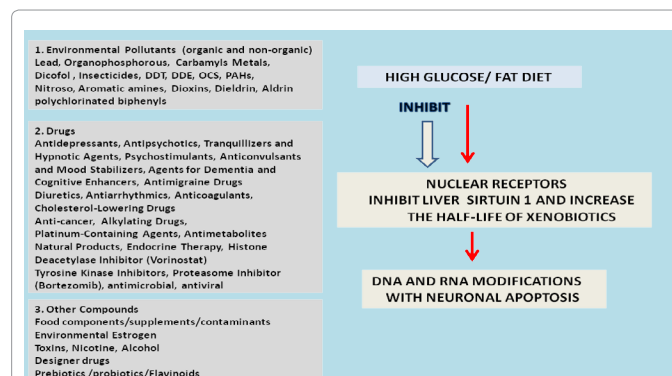 1. Environmental Pollutants (organic and non-organic)
Lead, Organophosphorous, Carbamyls Metals,
Dicofol , Insecticides, DDT, DDE, OCS, PAHs,
Nitroso, Aromatic amines, Dioxins, Dieldrin, Aldrin
polychlorinated biphenyls
2. Drugs
Antidepressants, Antipsychotics, Tranquillizers and
Hypnotic Agents, Psychostimulants, Anticonvulsants
and Mood Stabilizers, Agents for Dementia and
Cognitive Enhancers, Antimigraine Drugs
Diuretics, Antiarrhythmics, Anticoagulants,
Cholesterol-Lowering Drugs
Anti-cancer, Alkylating Drugs,
Platinum-Containing Agents, Antimetabolites
Natural Products, Endocrine Therapy, Histone
Deacetylase Inhibitor (Vorinostat)
Tyrosine Kinase Inhibitors, Proteasome Inhibitor
(Bortezomib), antimicrobial, antiviral
3. Other Compounds
Food components/supplements/contaminants
Environmental Estrogen
Toxins, Nicotine, Alcohol
Designer drugs
Prebiotics /probiotics/Flavinoids
HIGH GLUCOSE/ FAT DIET
INHIBIT
NUCLEAR RECEPTORS
INHIBIT LIVER SIRTUIN 1 AND INCREASE
THE HALF-LIFE OF XENOBIOTICS
DNA AND RNA MODIFICATIONS
WITH NEURONAL APOPTOSIS